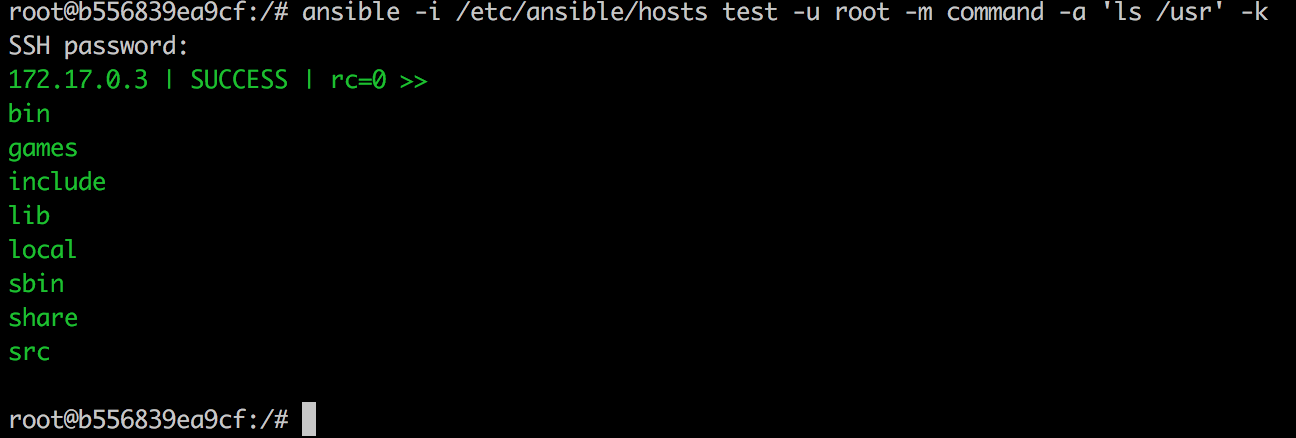 root@b556839ea9cf:/# ansible -i /etc/ansible/hosts test -u root -m command -a 'ls /usr' -k
SSH password:
172.17.0.3 | SUCCESS | rc=0 >>
bin
games
include
lib
local
sbin
share
src
root@b556839ea9cf:/#